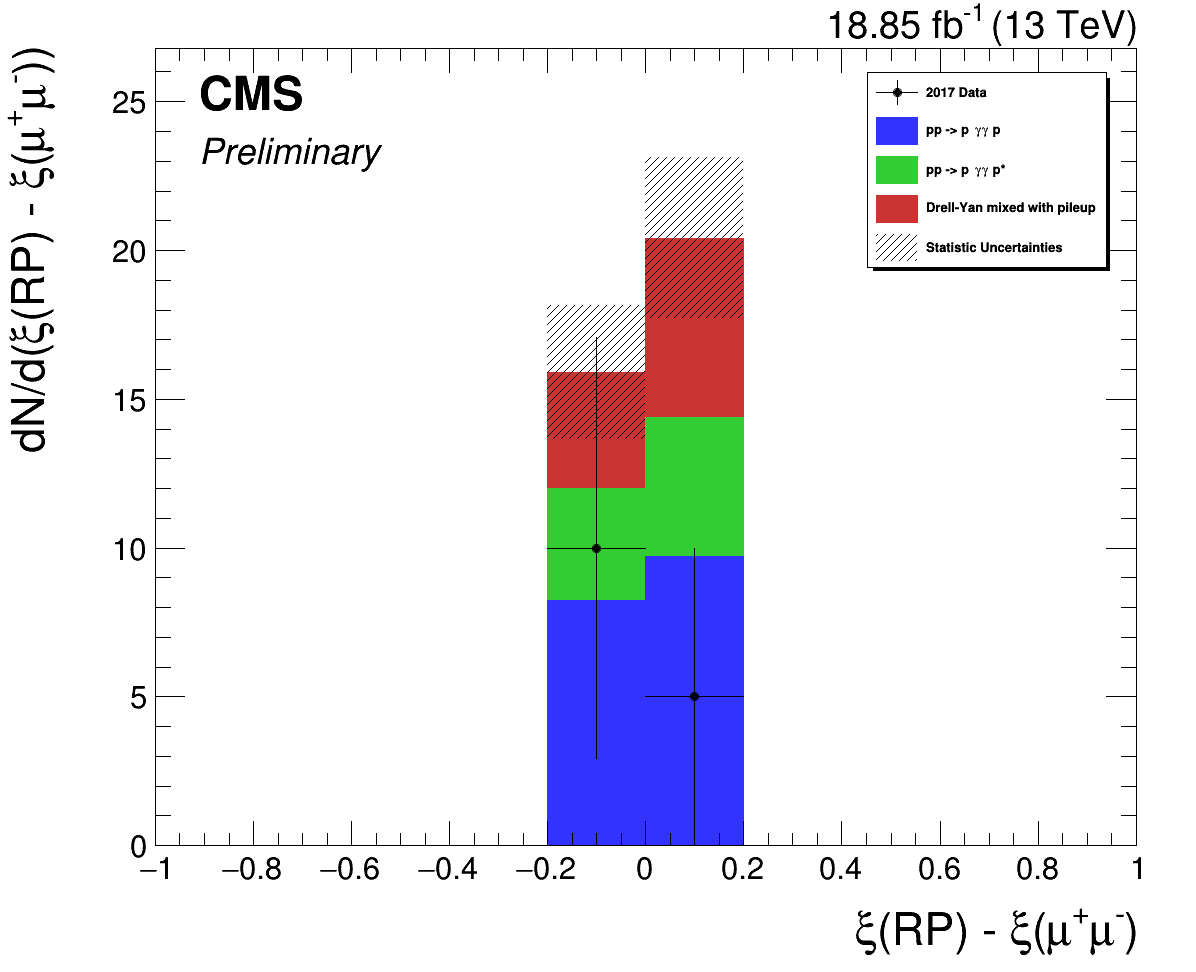 18.85 fb⁻¹ (13 TeV)
CMS
Preliminary
2017 Data
pp -> p γγ p
pp -> p γγ p*
Drell-Yan mixed with pileup
Statistic Uncertainties
dN/d(ξ(RP) - ξ(μ⁺μ⁻))
25
20
15
10
5
0
−1 −0.8 −0.6 −0.4 −0.2 0 0.2 0.4 0.6 0.8 1
ξ(RP) - ξ(μ⁺μ⁻)